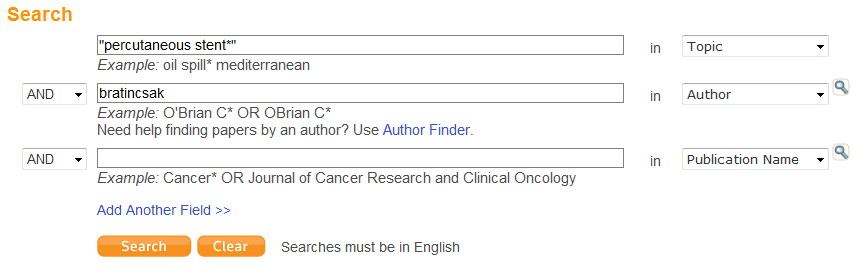 Search
"percutaneous stent*" in Topic
Example: oil spill* mediterranean
AND bratincsak in Author
Example: O'Brian C* OR OBrian C*
Need help finding papers by an author? Use Author Finder.
AND in Publication Name
Example: Cancer* OR Journal of Cancer Research and Clinical Oncology
Add Another Field >>
Search Clear Searches must be in English